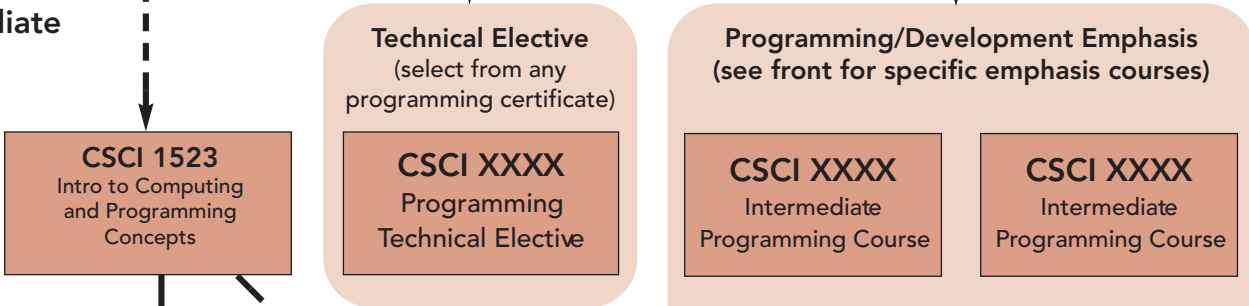 liate
Technical Elective
(select from any
programming certificate)
Programming/Development Emphasis
(see front for specific emphasis courses)
CSCI 1523
Intro to Computing
and Programming
Concepts
CSCI XXXX
Programming
Technical Elective
CSCI XXXX
Intermediate
Programming Course
CSCI XXXX
Intermediate
Programming Course